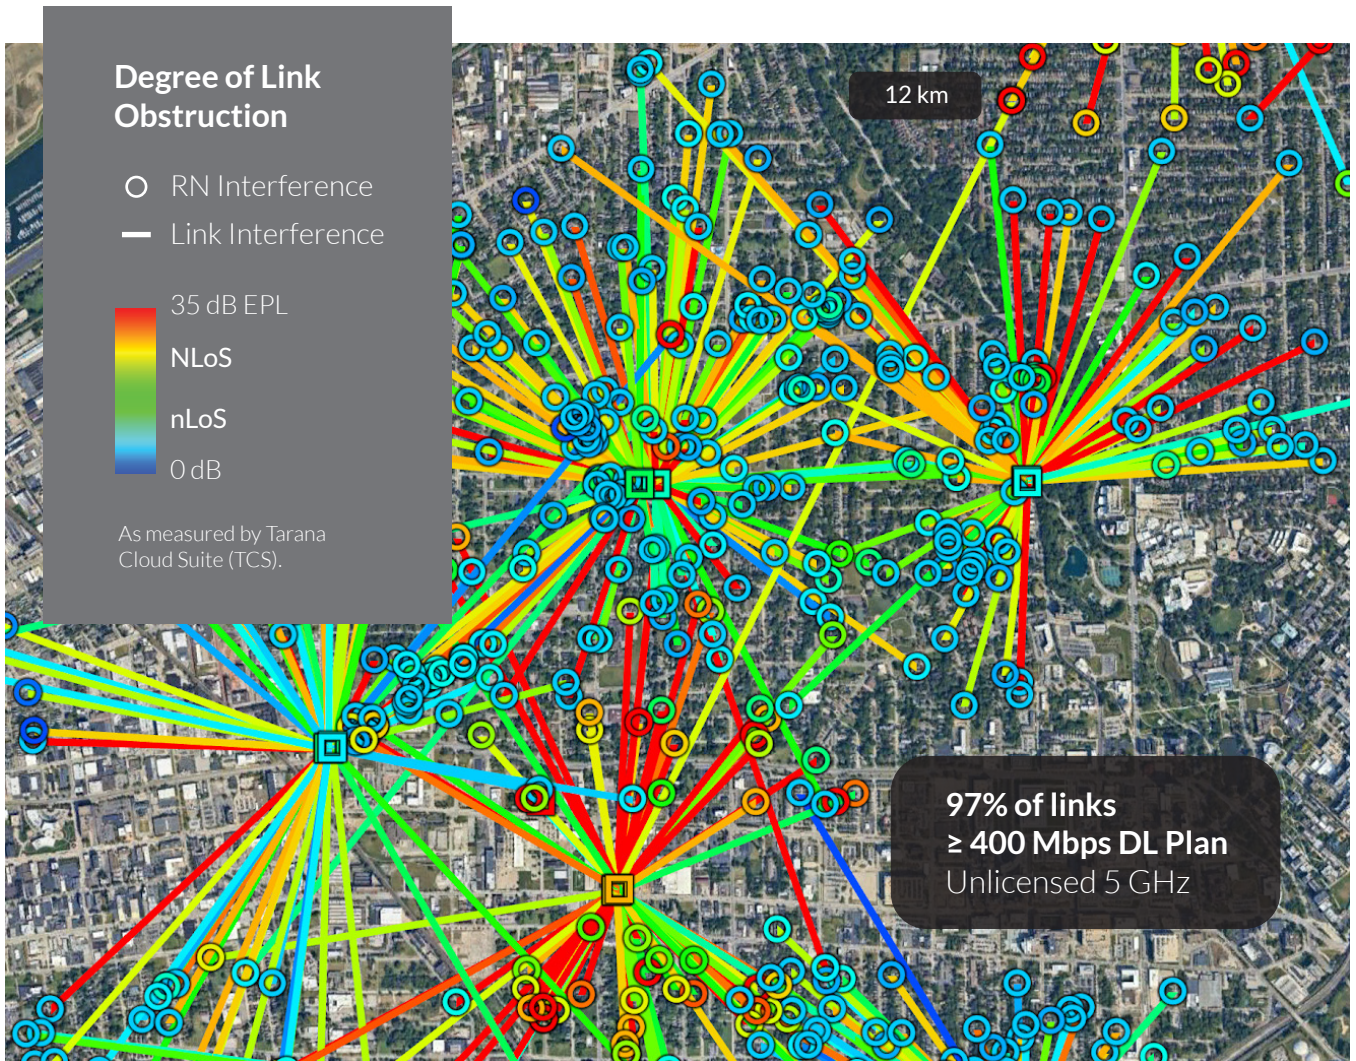 Degree of Link
Obstruction
RN Interference
Link Interference
35 dB EPL
NLoS
nLoS
0 dB
As measured by Tarana
Cloud Suite (TCS).
12 km
97% of links
≥ 400 Mbps DL Plan
Unlicensed 5 GHz